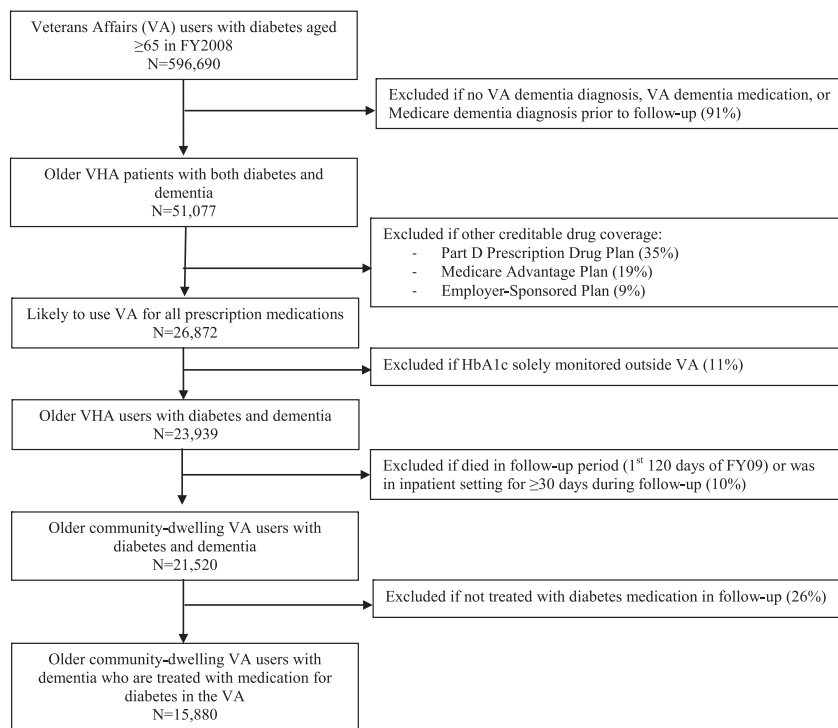 Veterans Affairs (VA) users with diabetes aged
≥65 in FY2008
N=596,690
Excluded if no VA dementia diagnosis, VA dementia medication, or
Medicare dementia diagnosis prior to follow-up (91%)
Older VHA patients with both diabetes and
dementia
N=51,077
Excluded if other creditable drug coverage:
- Part D Prescription Drug Plan (35%)
- Medicare Advantage Plan (19%)
- Employer-Sponsored Plan (9%)
Likely to use VA for all prescription medications
N=26,872
Excluded if HbA1c solely monitored outside VA (11%)
Older VHA users with diabetes and dementia
N=23,939
Excluded if died in follow-up period (1st 120 days of FY09) or was
in inpatient setting for ≥30 days during follow-up (10%)
Older community-dwelling VA users with
diabetes and dementia
N=21,520
Excluded if not treated with diabetes medication in follow-up (26%)
Older community-dwelling VA users with
dementia who are treated with medication for
diabetes in the VA
N=15,880